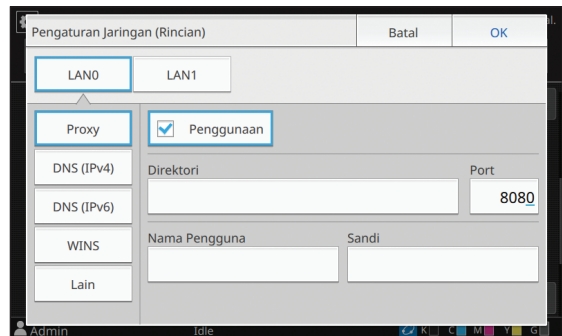 Pengaturan Jaringan (Rincian)
Batal
OK
LAN0
LAN1
Proxy
Penggunaan
DNS (IPv4)
Direktori
Port
8080
DNS (IPv6)
WINS
Nama Pengguna
Sandi
Lain
Admin
Idle
K
C
M
Y
G